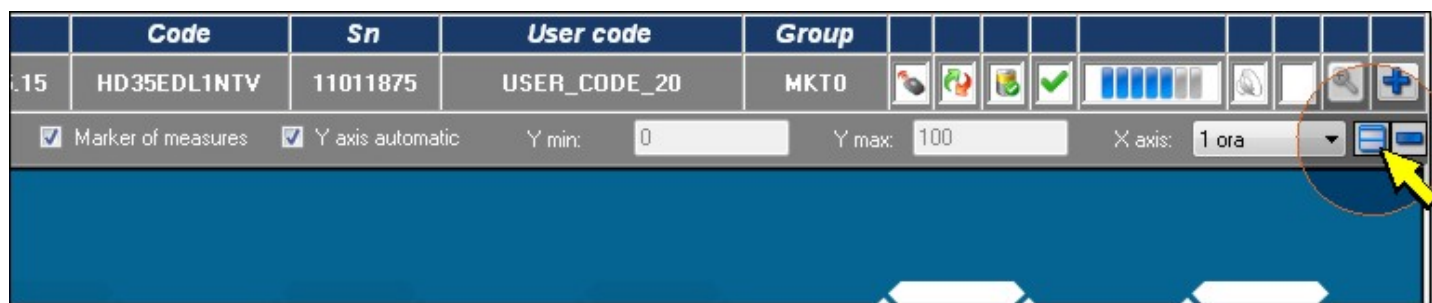 Code Sn User code Group
.15 HD35EDL1NTV 11011875 USER_CODE_20 MKT0
Marker of measures Y axis automatic Y min: 0 Y max: 100 X axis: 1 ora